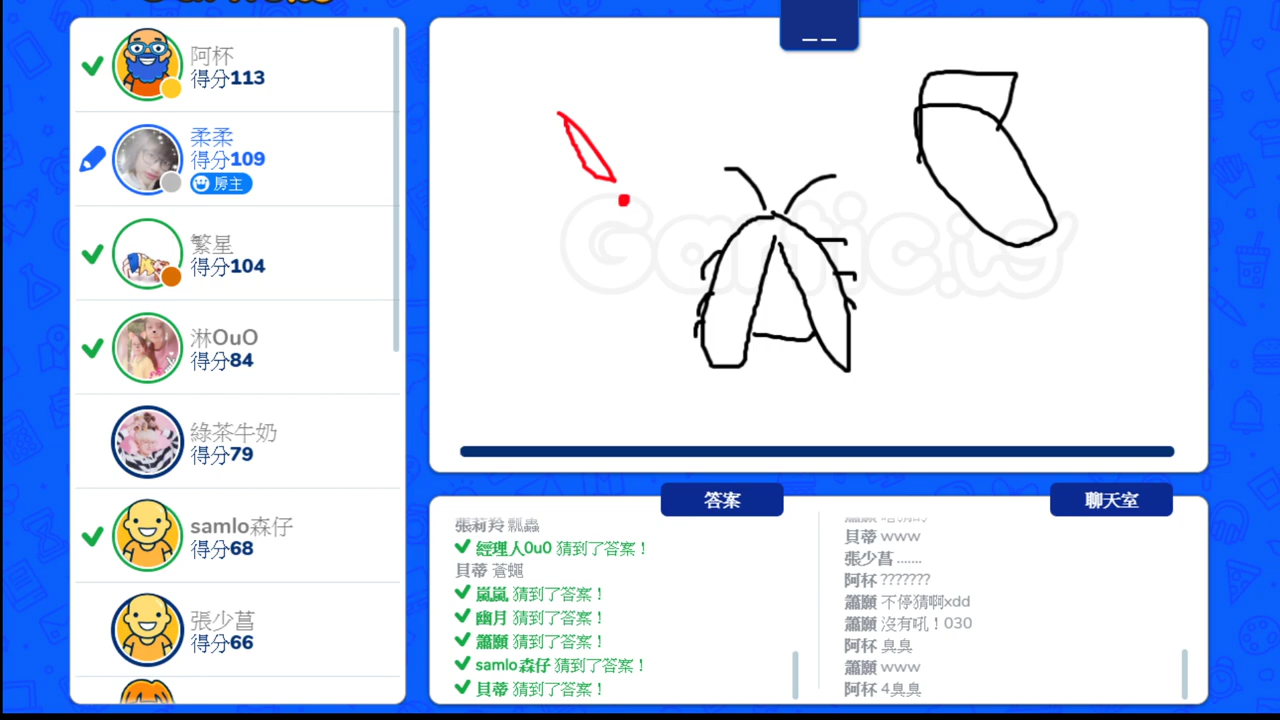 阿杯
得分113
柔柔
得分109
房主
繁星
得分104
淋OuO
得分84
綠茶牛奶
得分79
samlo森仔
得分68
張少菖
得分66
Gartic.io
答案
張莉羚 瓢蟲
經理人0u0 猜到了答案！
貝蒂 蒼蠅
嵐嵐 猜到了答案！
幽月 猜到了答案！
蕭願 猜到了答案！
samlo森仔 猜到了答案！
貝蒂 猜到了答案！
聊天室
貝蒂 www
張少菖 .......
阿杯 ???????
蕭願 不停猜啊xdd
蕭願 沒有吼！030
阿杯 臭臭
蕭願 www
阿杯 4臭臭